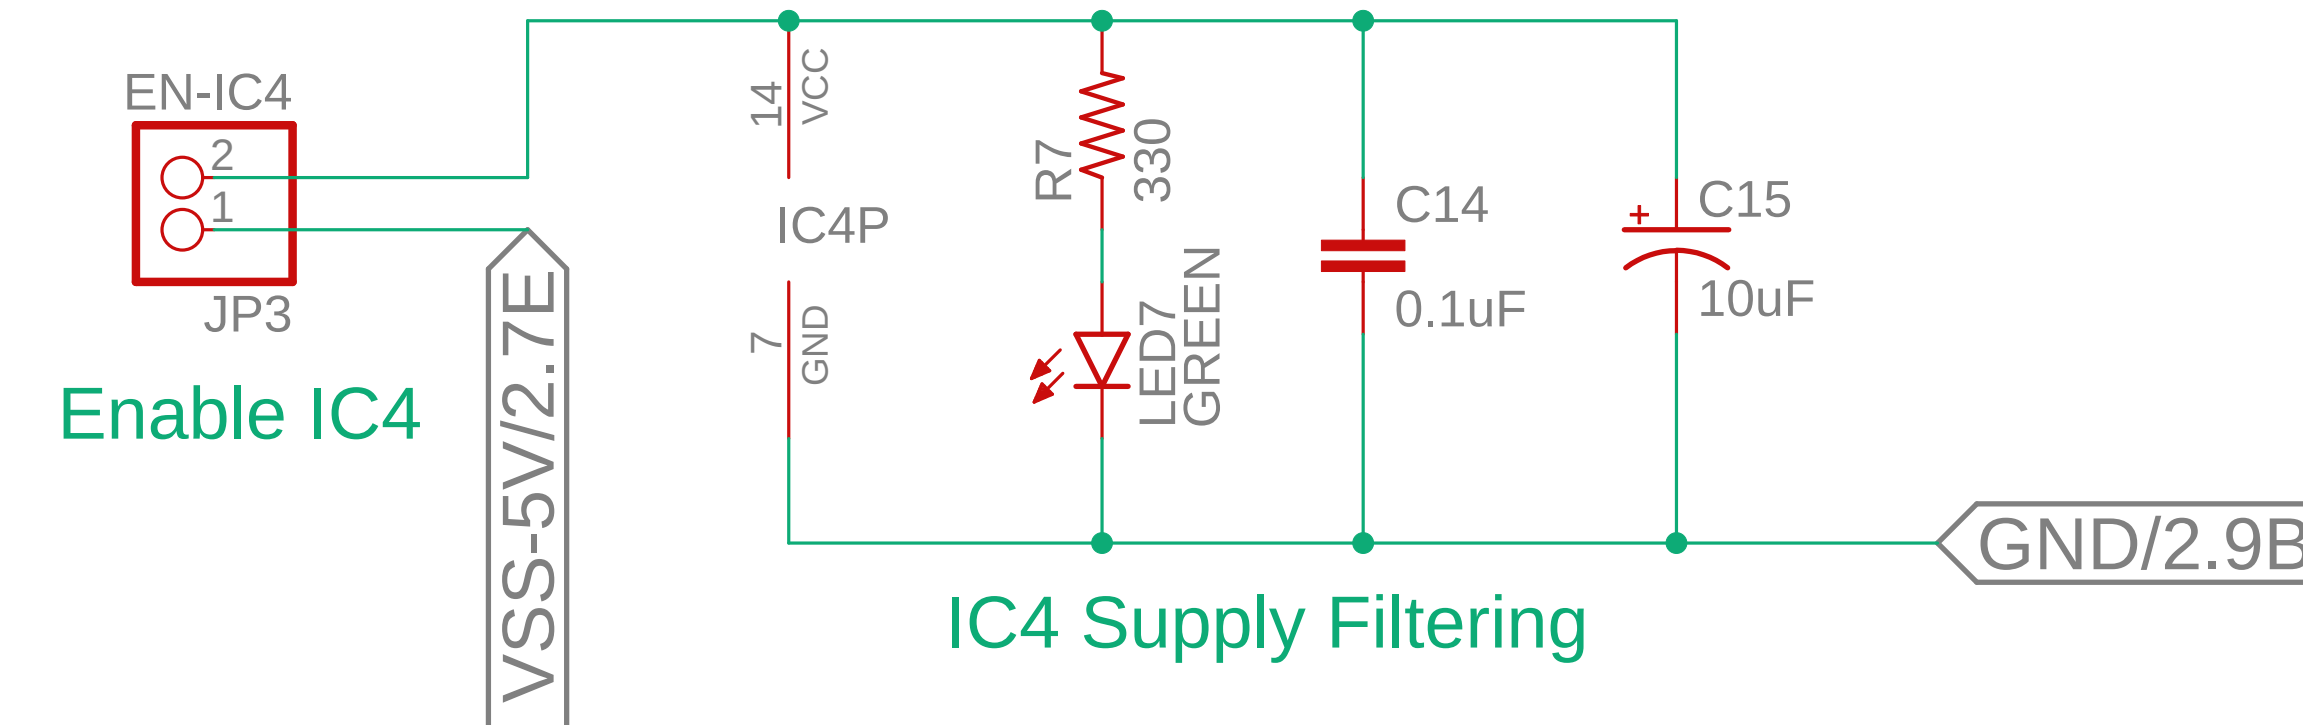 EN-IC4
2
1
JP3
Enable IC4
VSS-5V/2.7E
14
VCC
IC4P
7
GND
R7
330
LED7
GREEN
C14
0.1uF
+
C15
10uF
GND/2.9B
IC4 Supply Filtering